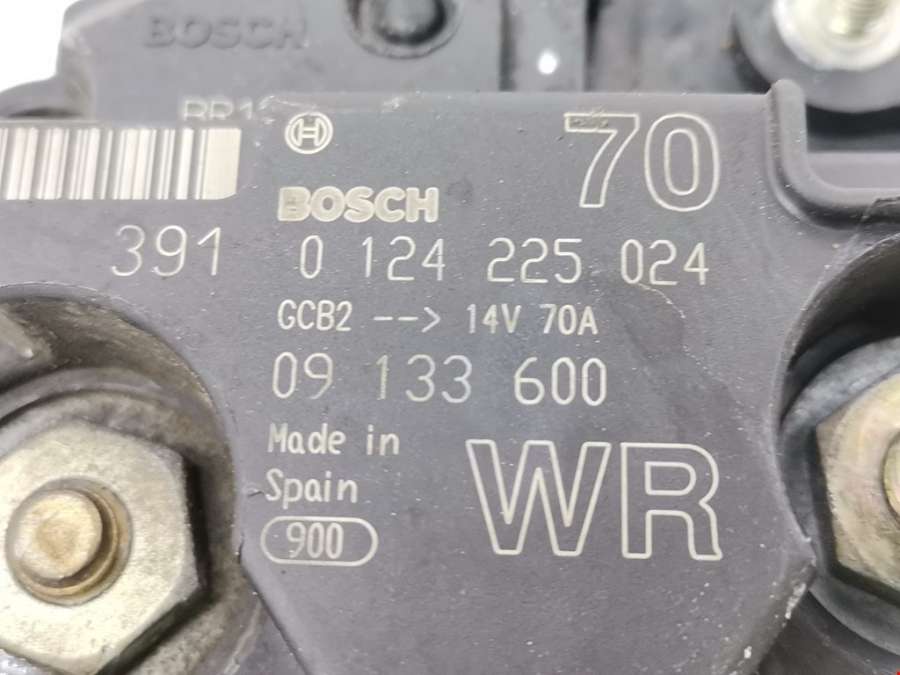 BOSCH
70
BOSCH
391 0 124 225 024
GCB2 --> 14V 70A
09 133 600
Made in
Spain
WR
900